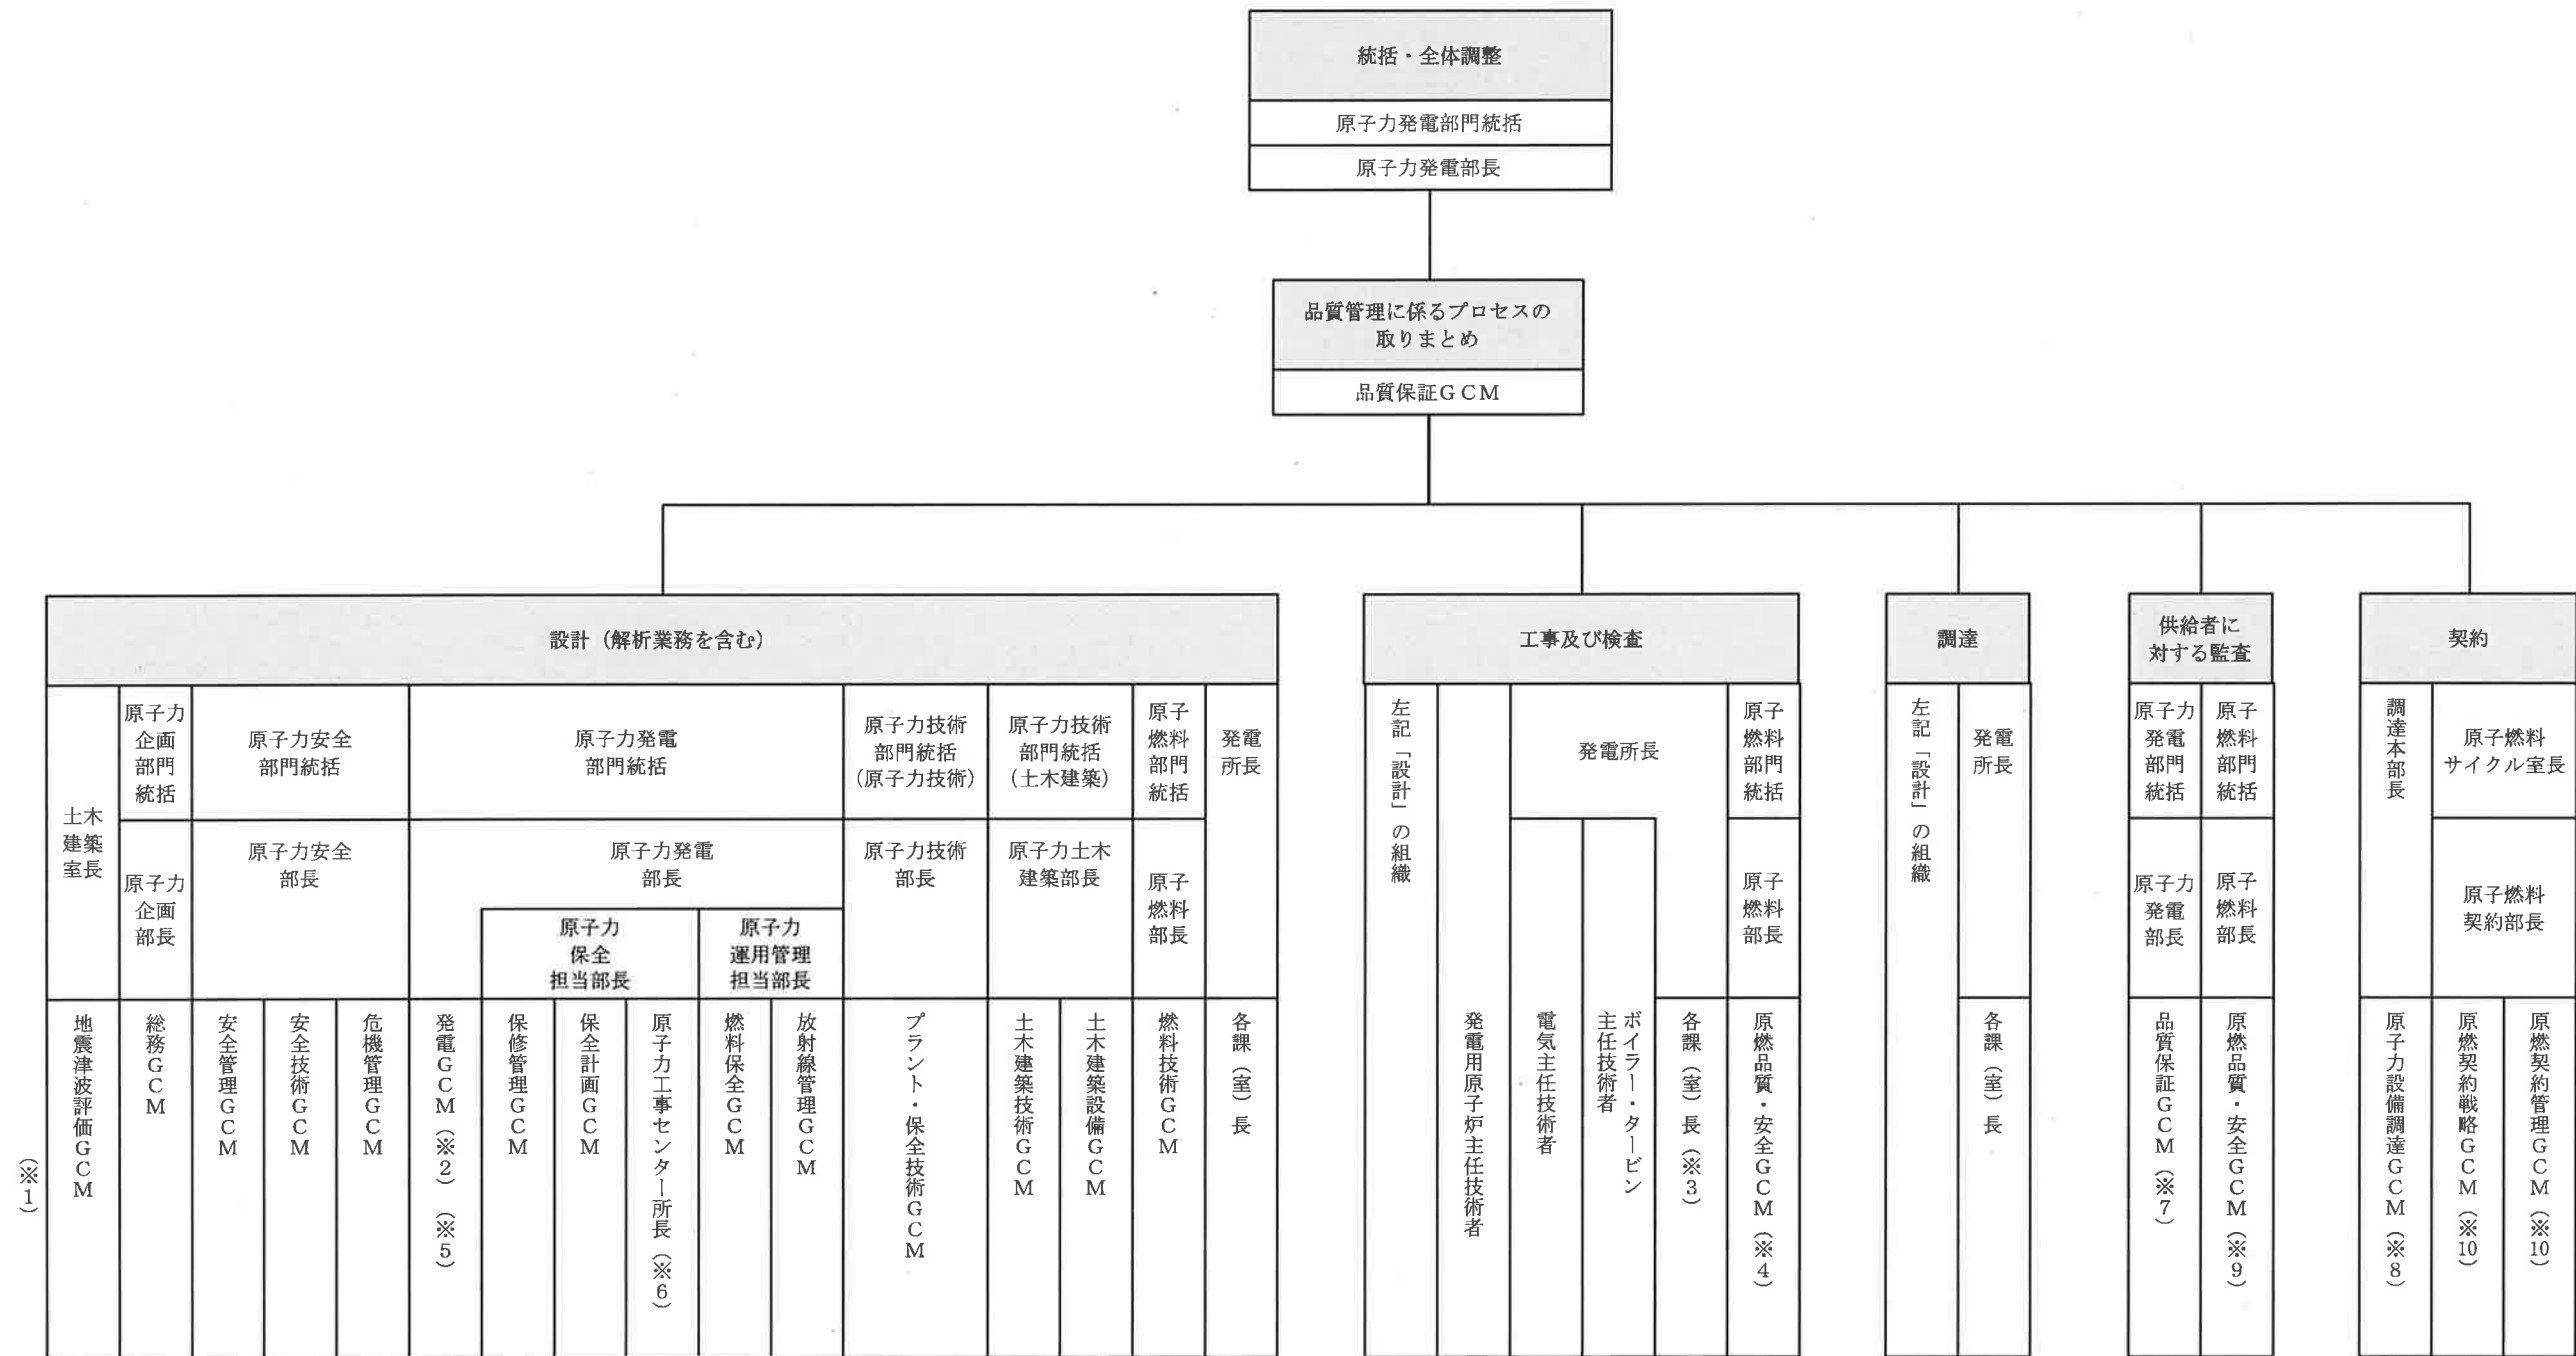 統括・全体調整
原子力発電部門統括
原子力発電部長
品質管理に係るプロセスの
取りまとめ
品質保証GCM
設計（解析業務を含む）
土木
建築
室長
原子力
企画
部門
統括
原子力安全
部門統括
原子力発電
部門統括
原子力技術
部門統括
（原子力技術）
原子力技術
部門統括
（土木建築）
原子
燃料
部門
統括
発電
所長
原子力
企画
部長
原子力安全
部長
原子力発電
部長
原子力
保全
担当部長
原子力
運用管理
担当部長
原子力技術
部長
原子力土木
建築部長
原子
燃料
部長
（※1）
地震津波評価GCM
総務GCM
安全管理GCM
安全技術GCM
危機管理GCM
発電GCM（※2）（※5）
保修管理GCM
保全計画GCM
原子力工事センター所長（※6）
燃料保全GCM
放射線管理GCM
プラント・保全技術GCM
土木建築技術GCM
土木建築設備GCM
燃料技術GCM
各課（室）長
工事及び検査
左記「設計」の組織
発電用原子炉主任技術者
発電所長
電気主任技術者
ボイラー・タービン
主任技術者
各課（室）長（※3）
原子
燃料
部門
統括
原子
燃料
部長
原燃品質・安全GCM（※4）
調達
左記「設計」の組織
発電
所長
各課（室）長
供給者に
対する監査
原子力
発電
部門
統括
原子
燃料
部門
統括
原子力
発電
部長
原子
燃料
部長
品質保証GCM（※7）
原燃品質・安全GCM（※9）
契約
調達本部長
原子燃料
サイクル室長
原子燃料
契約部長
原子力設備調達GCM（※8）
原燃契約戦略GCM（※10）
原燃契約管理GCM（※10）